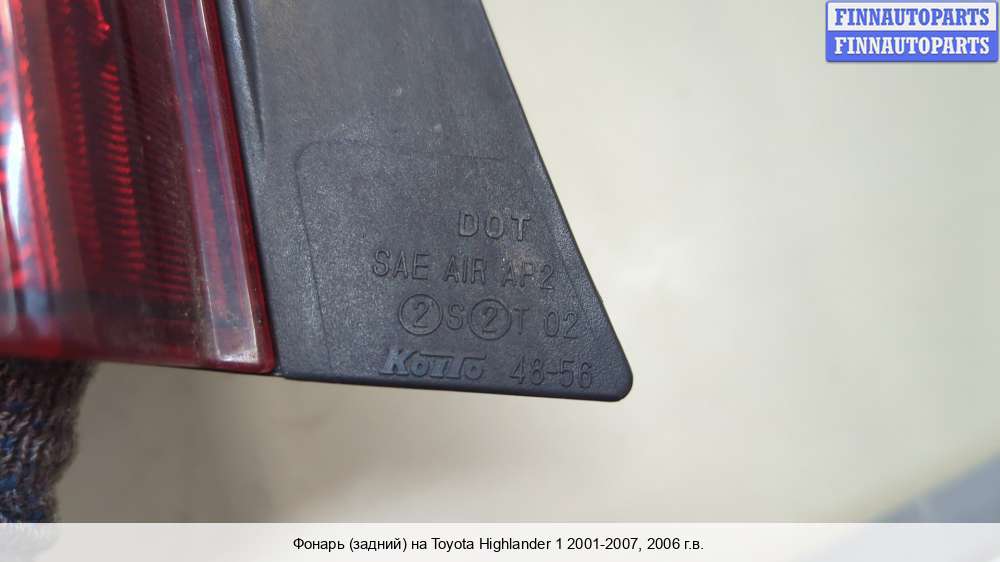 FINNAUTOPARTS
FINNAUTOPARTS
DOT
SAE AIR AP2
②S②T 02
KOITO 48-56
Фонарь (задний) на Toyota Highlander 1 2001-2007, 2006 г.в.